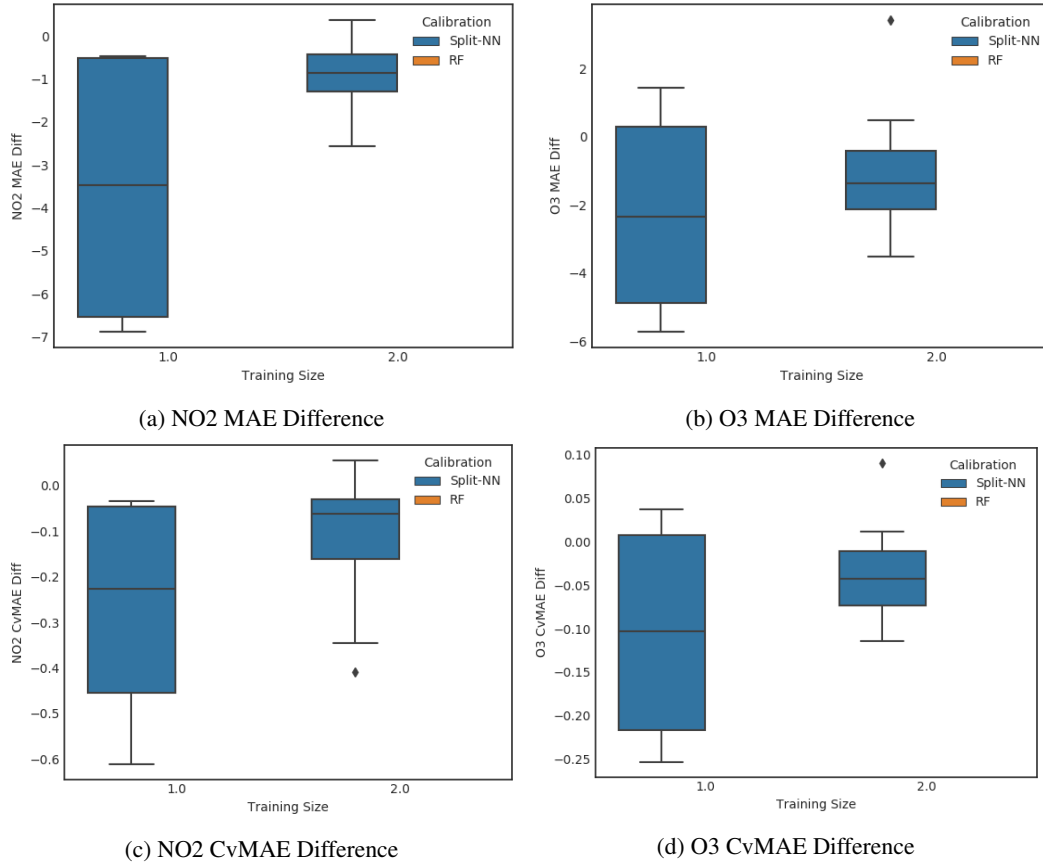 Calibration
Split-NN
RF
0
−1
−2
−3
−4
−5
−6
−7
NO2 MAE Diff
1.0 2.0
Training Size
(a) NO2 MAE Difference
Calibration
Split-NN
RF
2
0
−2
−4
−6
O3 MAE Diff
1.0 2.0
Training Size
(b) O3 MAE Difference
Calibration
Split-NN
RF
0.0
−0.1
−0.2
−0.3
−0.4
−0.5
−0.6
NO2 CvMAE Diff
1.0 2.0
Training Size
(c) NO2 CvMAE Difference
Calibration
Split-NN
RF
0.10
0.05
0.00
−0.05
−0.10
−0.15
−0.20
−0.25
O3 CvMAE Diff
1.0 2.0
Training Size
(d) O3 CvMAE Difference